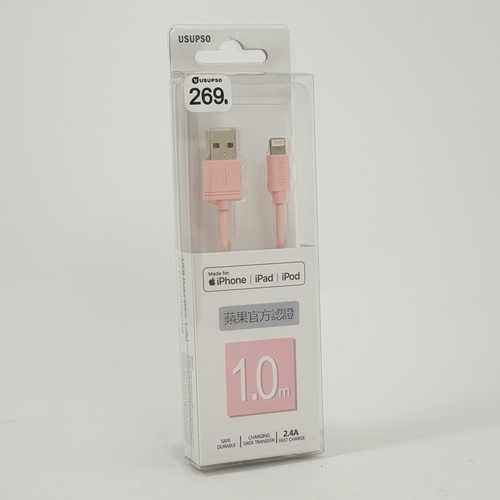 USUPSO
USUPSO
269.
USUPSO
Made for
iPhone | iPad | iPod
蘋果官方認證
1.0m
SAFE
DURABLE
CHARGING
DATA TRANSFER
2.4A
FAST CHARGE